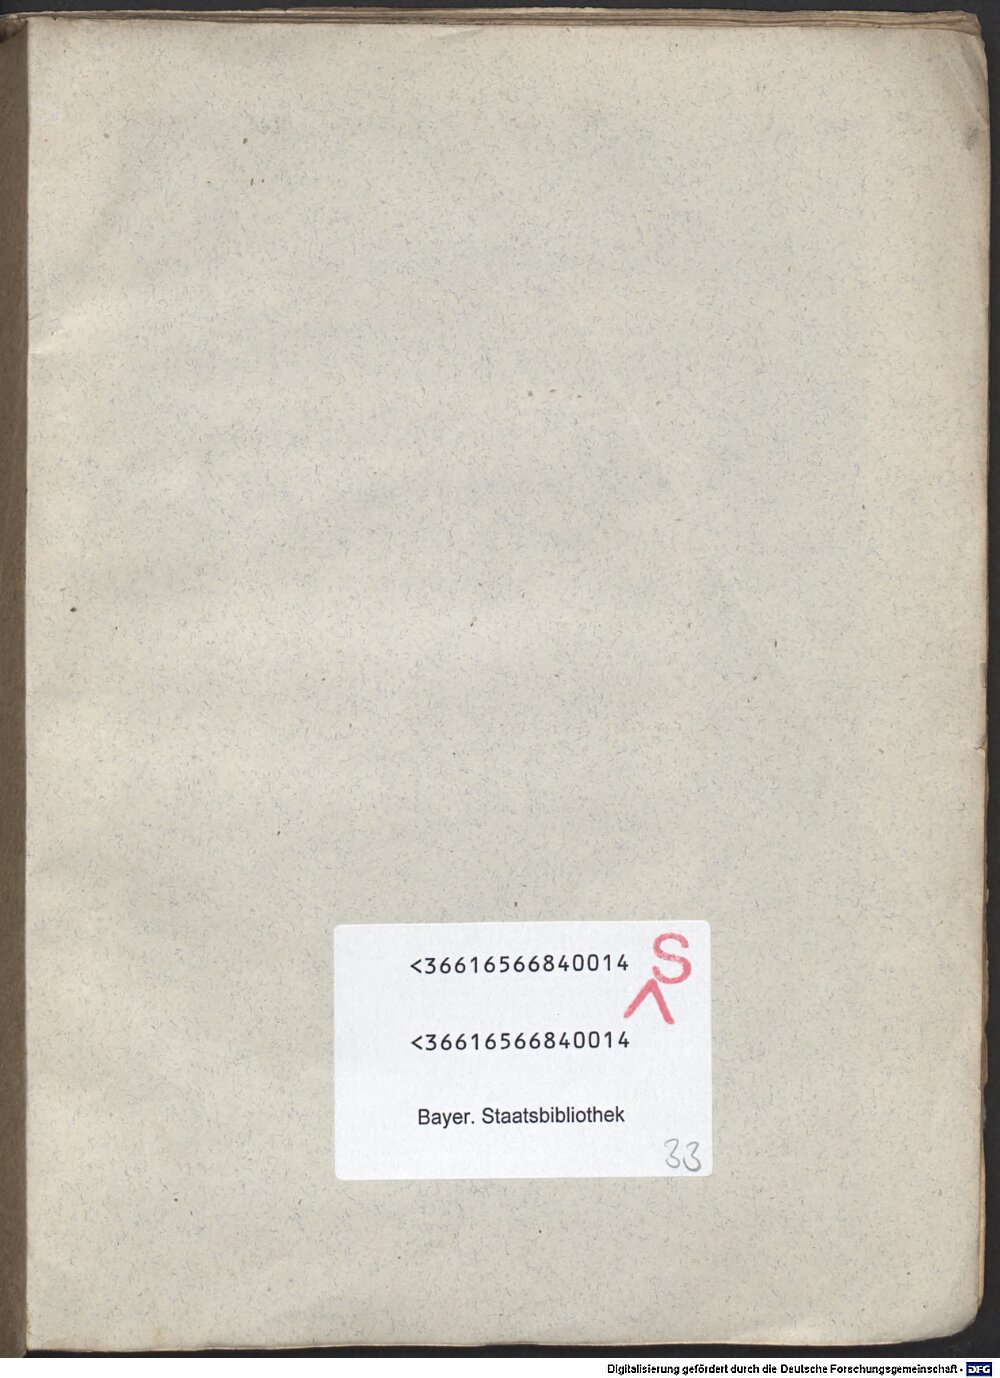 <36616566840014
S
<36616566840014
Bayer. Staatsbibliothek
33
Digitalisierung gefördert durch die Deutsche Forschungsgemeinschaft - DFG